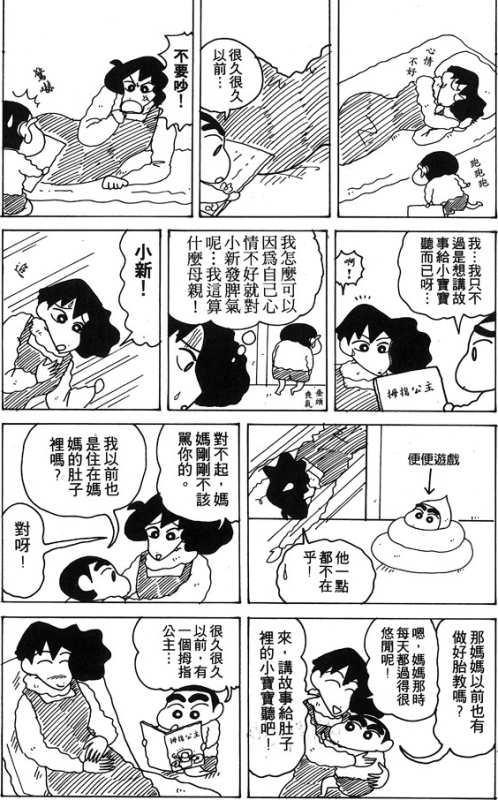 心情
不好
跑跑跑
很久很久
以前…
不要吵！
我…我只不
過是想講故
事給小寶寶
聽而已呀…
啊！
拇指公主
我怎麼可以
因為自己心
情不好就對
小新發脾氣
呢…我這算
什麼母親！
垂頭
喪氣
小新！
追
便便遊戲
他一點
都不在
乎！
對不起，媽
媽剛剛不該
罵你的。
我以前也
是住在媽
媽的肚子
裡嗎？
對呀！
那媽媽以前也有
做好胎教嗎？
嗯，媽媽那時
每天都過得很
悠閒呢！
來，講故事給肚子
裡的小寶寶聽吧！
很久很久
以前，有
一個拇指
公主…
拇指公主